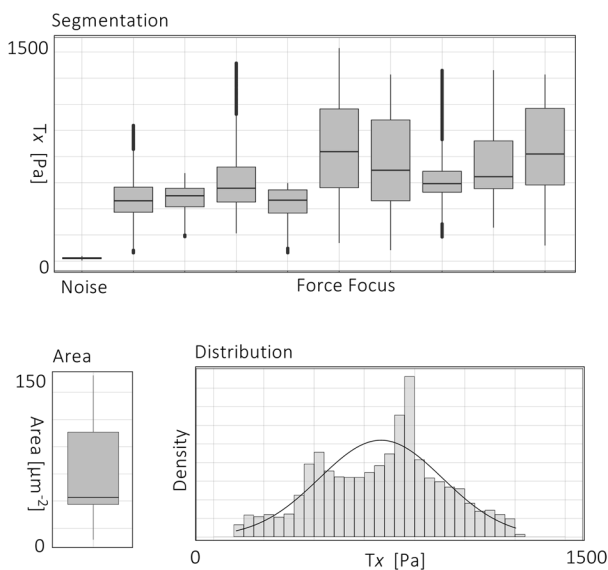 Segmentation
1500
Tx [Pa]
0
Noise
Force Focus
Area
150
Area [μm-2]
0
Distribution
Density
0
Tx [Pa]
1500